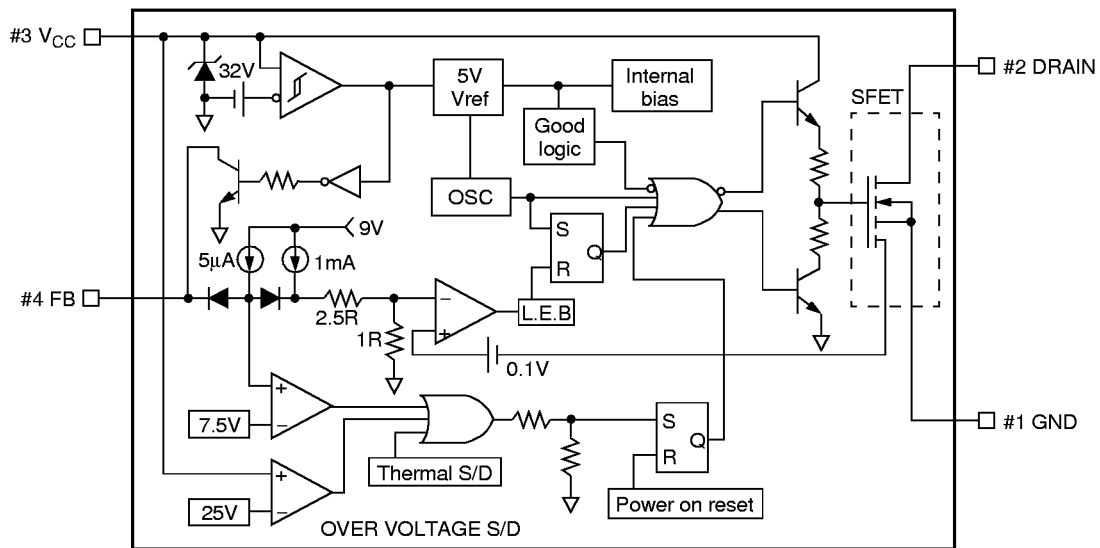 #3 VCC
32V
5V
Vref
Internal
bias
#2 DRAIN
SFET
Good
logic
OSC
9V
5μA
1mA
S
Q
R
#4 FB
2.5R
1R
−
+
L.E.B
0.1V
+
−
7.5V
S
Q
R
#1 GND
Thermal S/D
+
−
25V
Power on reset
OVER VOLTAGE S/D